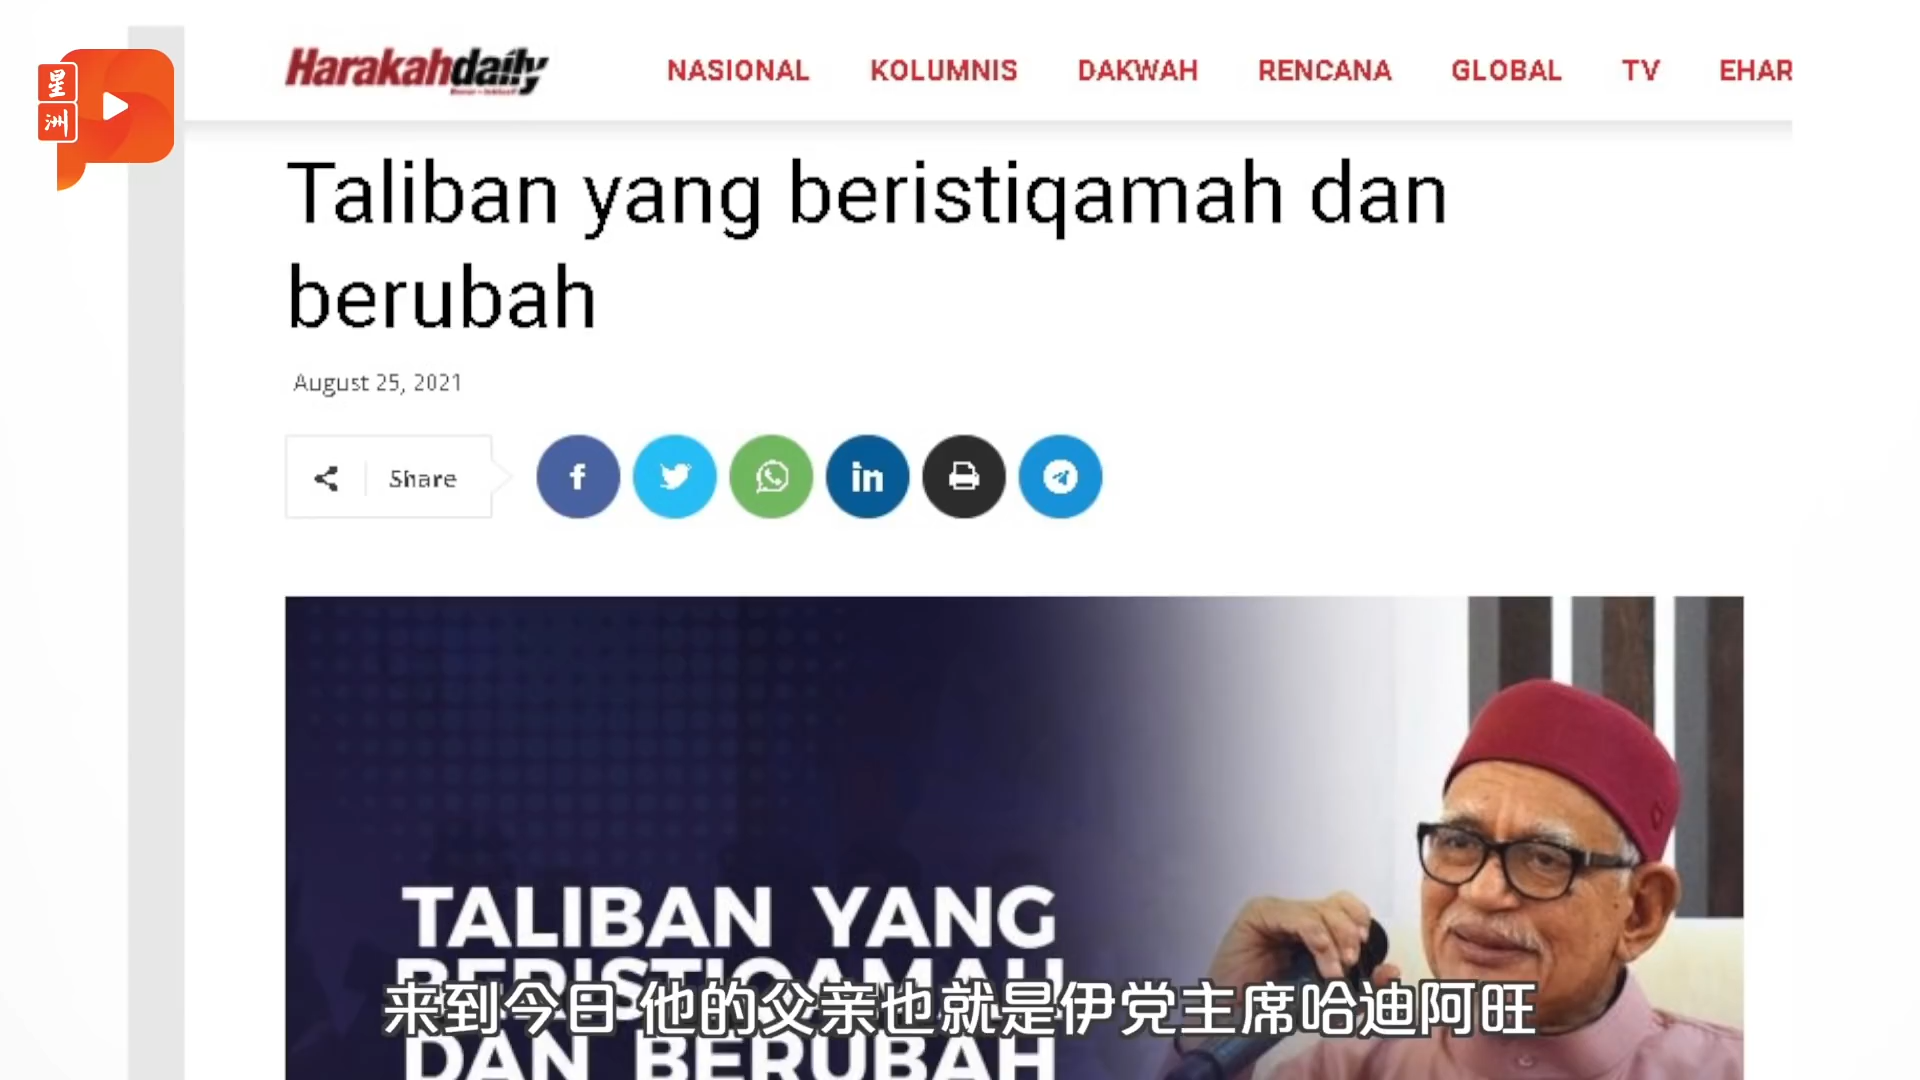 星
洲
Harakahdaily
NASIONAL KOLUMNIS DAKWAH RENCANA GLOBAL TV EHAR
Taliban yang beristiqamah dan
berubah
August 25, 2021
Share
TALIBAN YANG
BERISTIQAMAH
来到今日 他的父亲也就是伊党主席哈迪阿旺
DAN BERUBAH